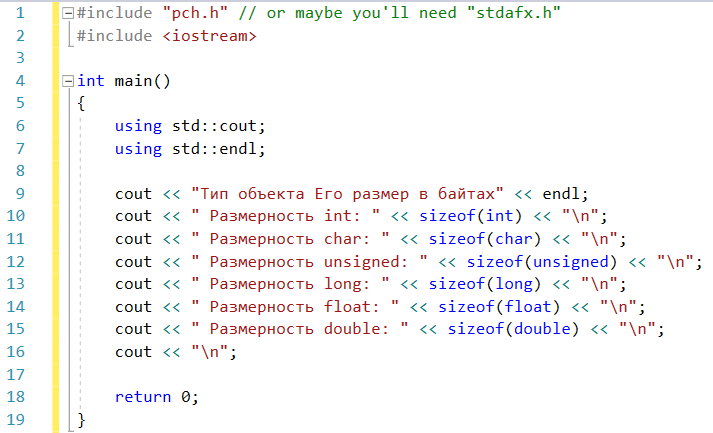 1 #include "pch.h" // or maybe you'll need "stdafx.h"
2 #include <iostream>
3
4 int main()
5 {
6 using std::cout;
7 using std::endl;
8
9 cout << "Тип объекта Его размер в байтах" << endl;
10 cout << " Размерность int: " << sizeof(int) << "\n";
11 cout << " Размерность char: " << sizeof(char) << "\n";
12 cout << " Размерность unsigned: " << sizeof(unsigned) << "\n";
13 cout << " Размерность long: " << sizeof(long) << "\n";
14 cout << " Размерность float: " << sizeof(float) << "\n";
15 cout << " Размерность double: " << sizeof(double) << "\n";
16 cout << "\n";
17
18 return 0;
19 }